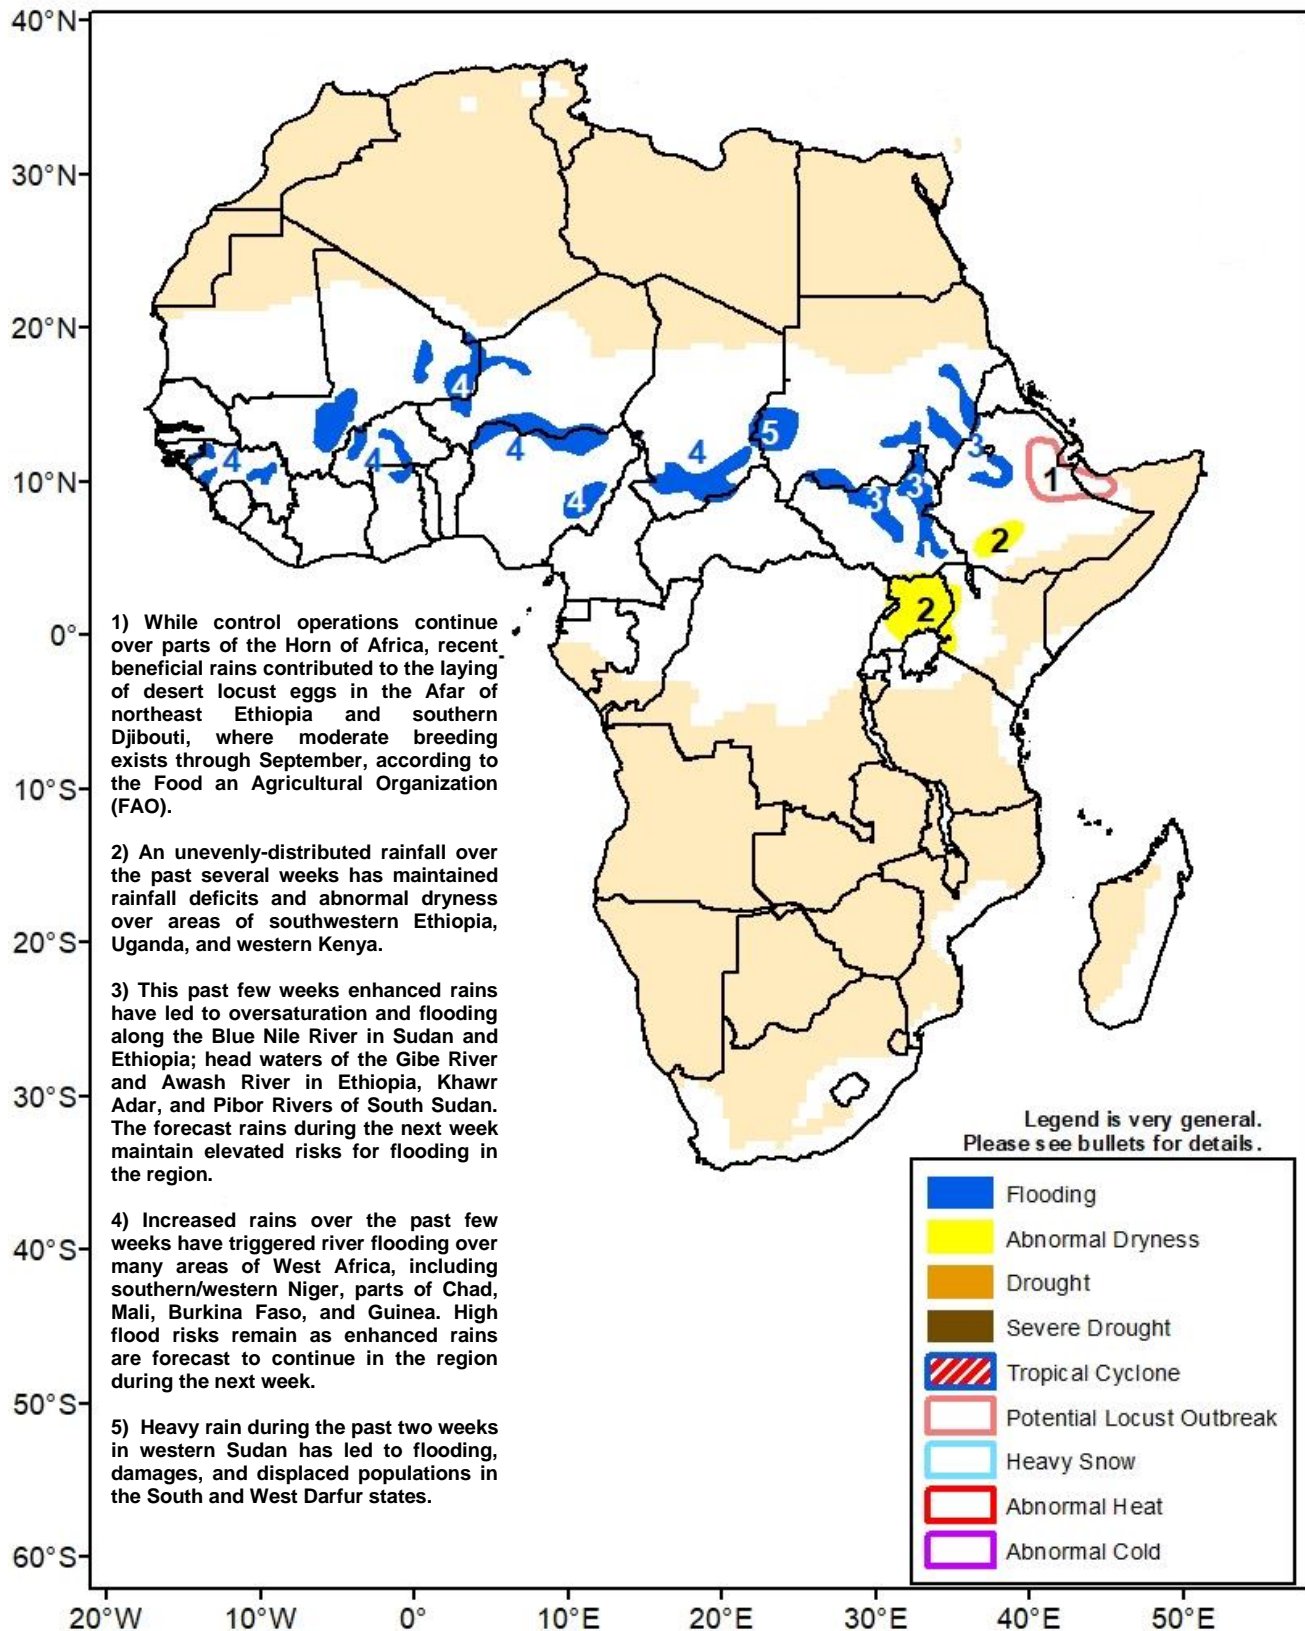 40°N
30°N
20°N
10°N
0°
10°S
20°S
30°S
40°S
50°S
60°S
20°W 10°W 0° 10°E 20°E 30°E 40°E 50°E
4
4
4
4
4
4
5
3
3
3
1
2
2
1) While control operations continue
over parts of the Horn of Africa, recent
beneficial rains contributed to the laying
of desert locust eggs in the Afar of
northeast Ethiopia and southern
Djibouti, where moderate breeding
exists through September, according to
the Food an Agricultural Organization
(FAO).
2) An unevenly-distributed rainfall over
the past several weeks has maintained
rainfall deficits and abnormal dryness
over areas of southwestern Ethiopia,
Uganda, and western Kenya.
3) This past few weeks enhanced rains
have led to oversaturation and flooding
along the Blue Nile River in Sudan and
Ethiopia; head waters of the Gibe River
and Awash River in Ethiopia, Khawr
Adar, and Pibor Rivers of South Sudan.
The forecast rains during the next week
maintain elevated risks for flooding in
the region.
4) Increased rains over the past few
weeks have triggered river flooding over
many areas of West Africa, including
southern/western Niger, parts of Chad,
Mali, Burkina Faso, and Guinea. High
flood risks remain as enhanced rains
are forecast to continue in the region
during the next week.
5) Heavy rain during the past two weeks
in western Sudan has led to flooding,
damages, and displaced populations in
the South and West Darfur states.
Legend is very general.
Please see bullets for details.
Flooding
Abnormal Dryness
Drought
Severe Drought
Tropical Cyclone
Potential Locust Outbreak
Heavy Snow
Abnormal Heat
Abnormal Cold